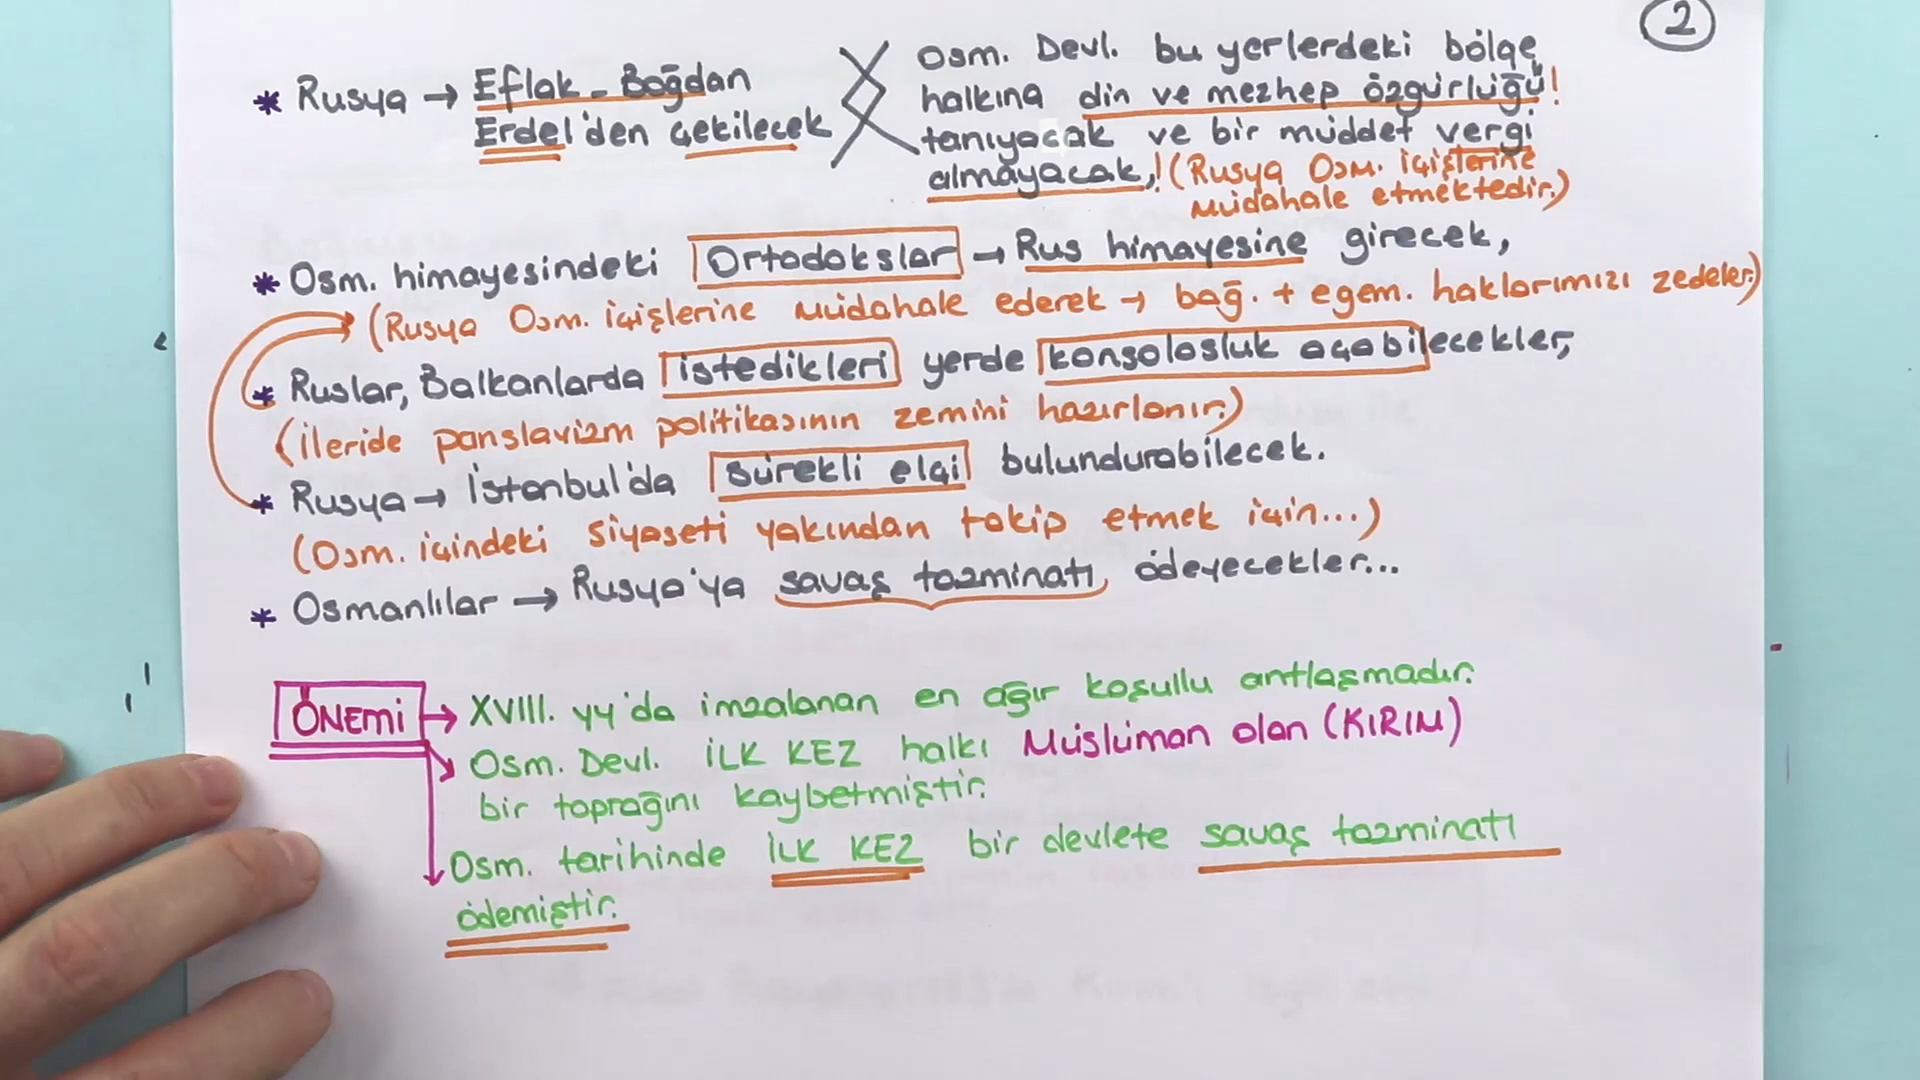 2
* Rusya → Eflak - Boğdan
Erdel'den çekilecek
Osm. Devl. bu yerlerdeki bölge
halkına din ve mezhep özgürlüğü!
tanıyacak ve bir müddet vergi
almayacak,! (Rusya Osm. içişlerine
müdahale etmektedir.)
* Osm. himayesindeki Ortodokslar → Rus himayesine girecek,
(Rusya Osm. içişlerine müdahale ederek → bağ. + egem. haklarımızı zedeler.)
* Ruslar, Balkanlarda istedikleri yerde konsolosluk açabilecekler,
(İleride panslavizm politikasının zemini hazırlanır.)
* Rusya → İstanbul'da sürekli elçi bulundurabilecek.
(Osm. içindeki siyaseti yakından takip etmek için...)
* Osmanlılar → Rusya'ya savaş tazminatı ödeyecekler...
ÖNEMİ → XVIII. yy'da imzalanan en ağır koşullu antlaşmadır.
Osm. Devl. İLK KEZ halkı Müslüman olan (KIRIM)
bir toprağını kaybetmiştir.
Osm. tarihinde İLK KEZ bir devlete savaş tazminatı
ödemiştir.